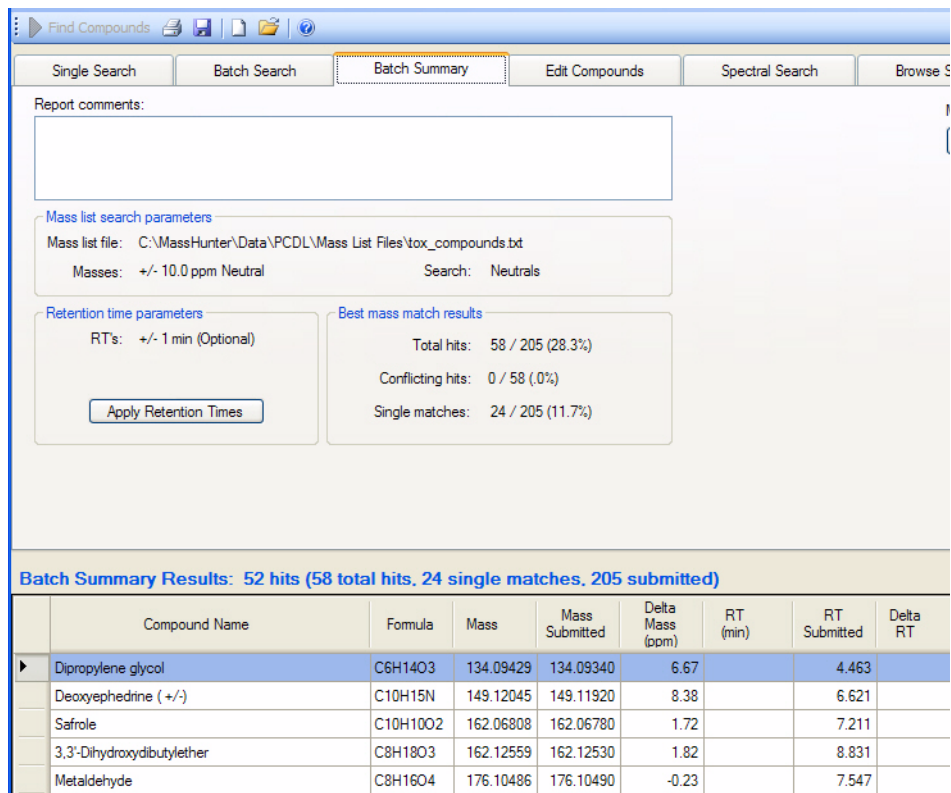 Find Compounds
Single Search Batch Search Batch Summary Edit Compounds Spectral Search Browse S
Report comments:
Mass list search parameters
Mass list file: C:\MassHunter\Data\PCDL\Mass List Files\tox_compounds.txt
Masses: +/- 10.0 ppm Neutral Search: Neutrals
Retention time parameters
RT's: +/- 1 min (Optional)
Apply Retention Times
Best mass match results
Total hits: 58 / 205 (28.3%)
Conflicting hits: 0 / 58 (.0%)
Single matches: 24 / 205 (11.7%)
Batch Summary Results: 52 hits (58 total hits, 24 single matches, 205 submitted)
Compound Name Formula Mass Mass Submitted Delta Mass (ppm) RT (min) RT Submitted Delta RT
Dipropylene glycol C6H14O3 134.09429 134.09340 6.67 4.463
Deoxyephedrine ( +/-) C10H15N 149.12045 149.11920 8.38 6.621
Safrole C10H10O2 162.06808 162.06780 1.72 7.211
3,3'-Dihydroxydibutylether C8H18O3 162.12559 162.12530 1.82 8.831
Metaldehyde C8H16O4 176.10486 176.10490 -0.23 7.547